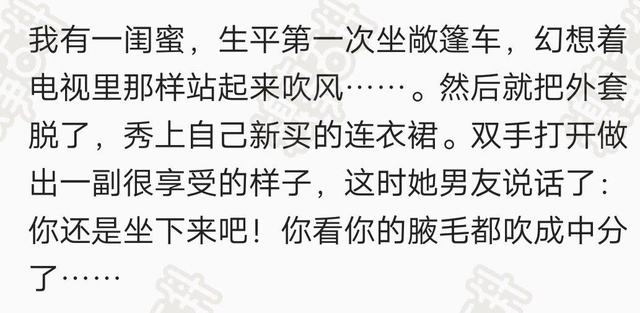 我有一闺蜜，生平第一次坐敞篷车，幻想着
电视里那样站起来吹风……。然后就把外套
脱了，秀上自己新买的连衣裙。双手打开做
出一副很享受的样子，这时她男友说话了：
你还是坐下来吧！你看你的腋毛都吹成中分
了……